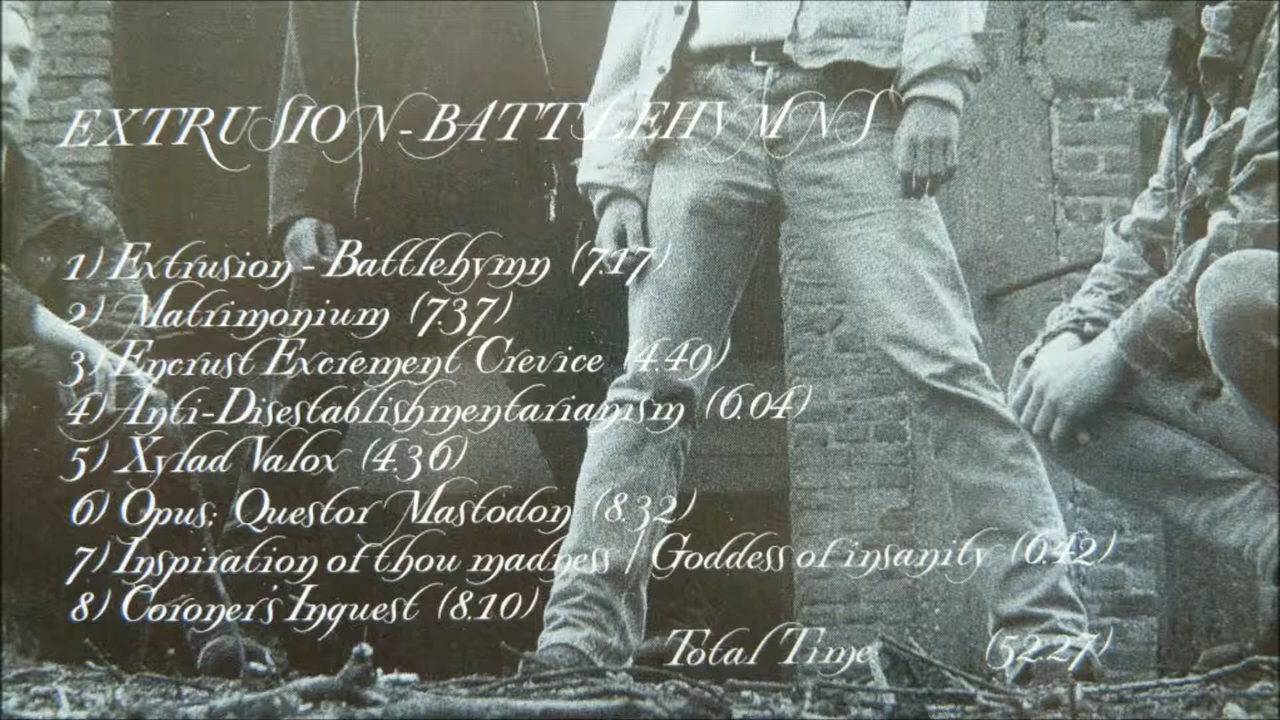 EXTRUSION-BATTLEHYMNS
1) Extrusion - Battlehymn (7.17)
2) Matrimonium (7.37)
3) Encrust Excrement Crevice (4.49)
4) Anti-Disestablishmentarianism (6.04)
5) Xylad Valox (4.36)
6) Opus: Questor Mastodon (8.32)
7) Inspiration of thou madness / Goddess of insanity (6.42)
8) Coroner's Inquest (8.10)
Total Time (52.27)